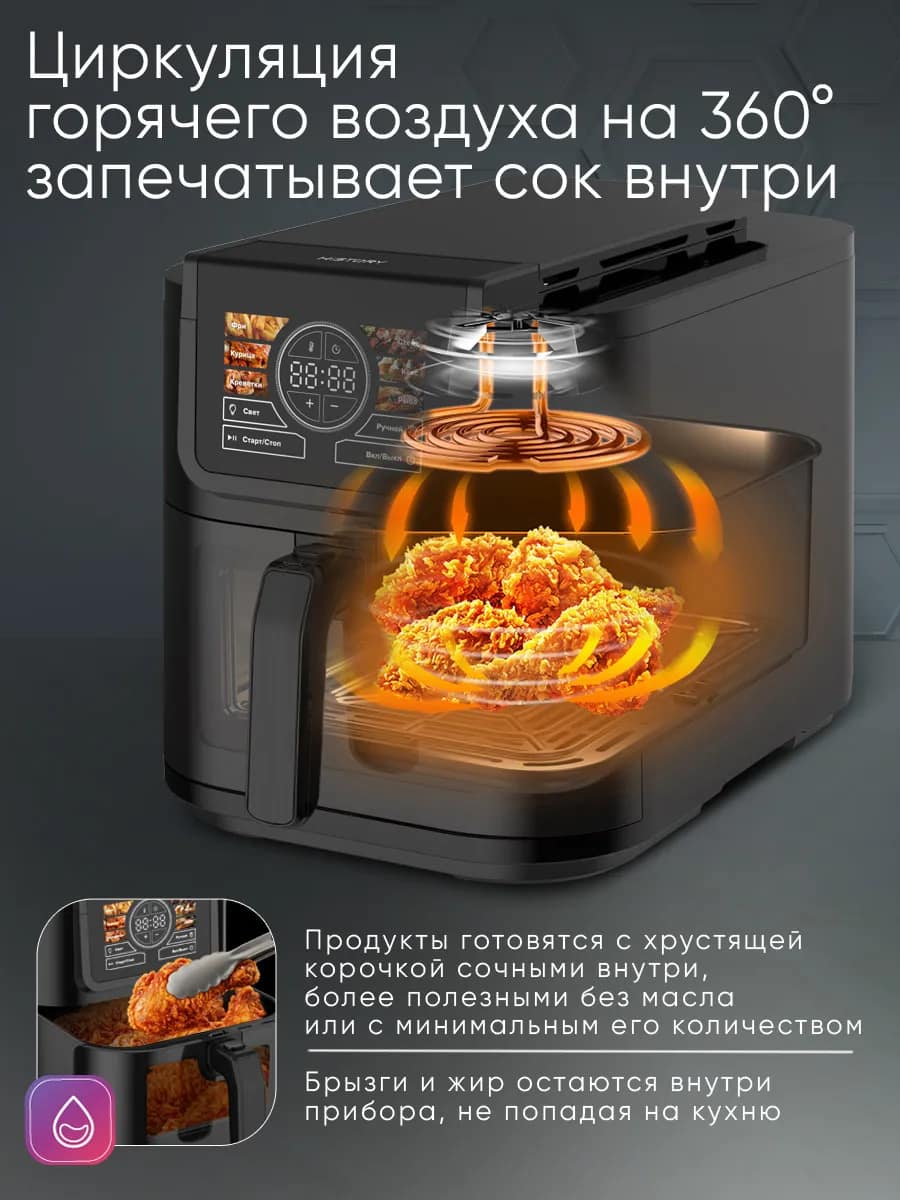 Циркуляция
горячего воздуха на 360°
запечатывает сок внутри
HiSTORY
Фри
Курица
Креветки
88:88
+ −
Свет
Старт/Стоп
Ручной
Вкл/Выкл
Продукты готовятся с хрустящей
корочкой сочными внутри,
более полезными без масла
или с минимальным его количеством
Брызги и жир остаются внутри
прибора, не попадая на кухню